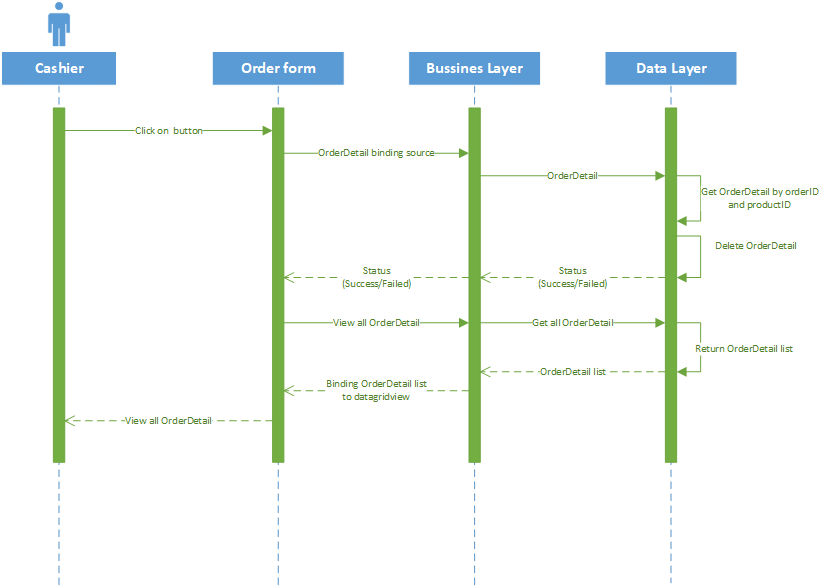 Cashier
Order form
Bussines Layer
Data Layer
Click on button
OrderDetail binding source
OrderDetail
Get OrderDetail by orderID
and productID
Delete OrderDetail
Status
(Success/Failed)
Status
(Success/Failed)
View all OrderDetail
Get all OrderDetail
Return OrderDetail list
OrderDetail list
Binding OrderDetail list
to datagridview
View all OrderDetail